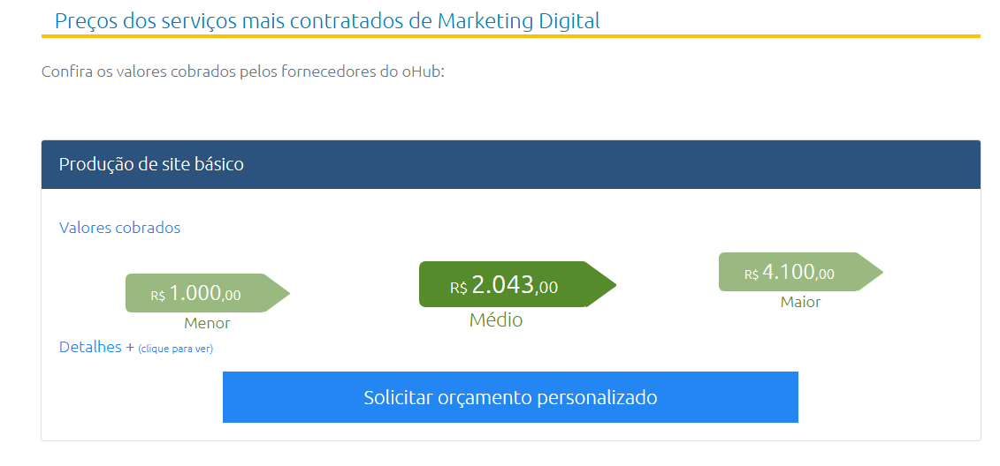 Preços dos serviços mais contratados de Marketing Digital
Confira os valores cobrados pelos fornecedores do oHub:
Produção de site básico
Valores cobrados
R$ 1.000,00
Menor
R$ 2.043,00
Médio
R$ 4.100,00
Maior
Detalhes + (clique para ver)
Solicitar orçamento personalizado